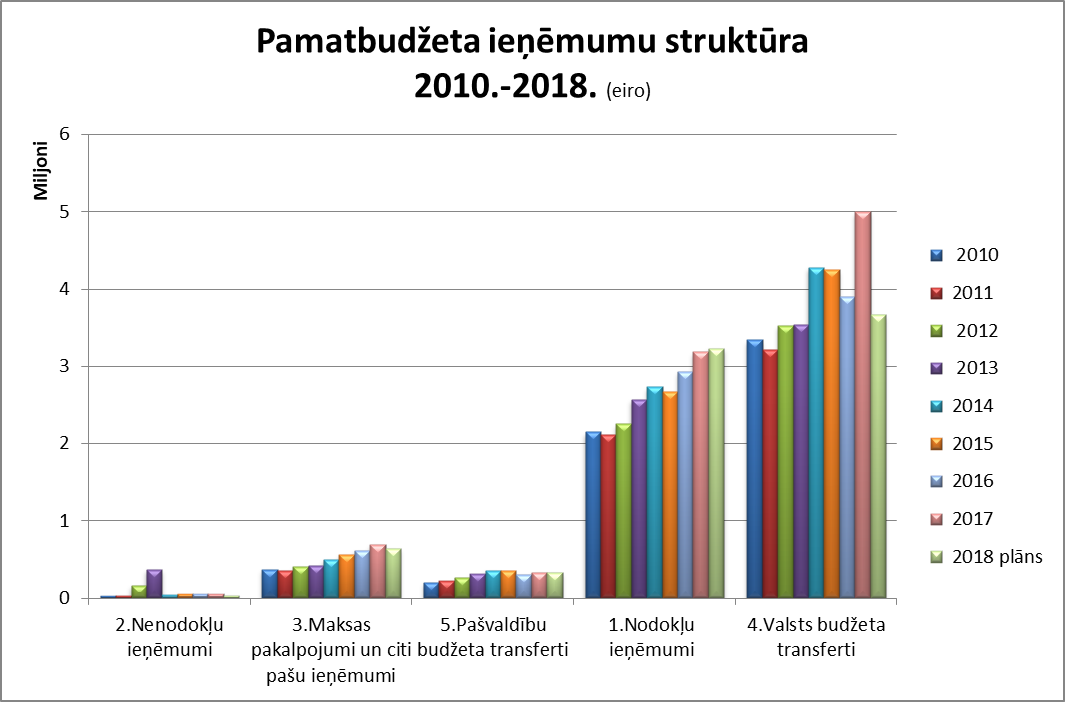 Pamatbudžeta ieņēmumu struktūra
2010.-2018. (eiro)
Miljoni
6
5
4
3
2
1
0
2.Nenodokļu
ieņēmumi
3.Maksas
pakalpojumi un citi
pašu ieņēmumi
5.Pašvaldību
budžeta transferti
1.Nodokļu
ieņēmumi
4.Valsts budžeta
transferti
2010
2011
2012
2013
2014
2015
2016
2017
2018 plāns